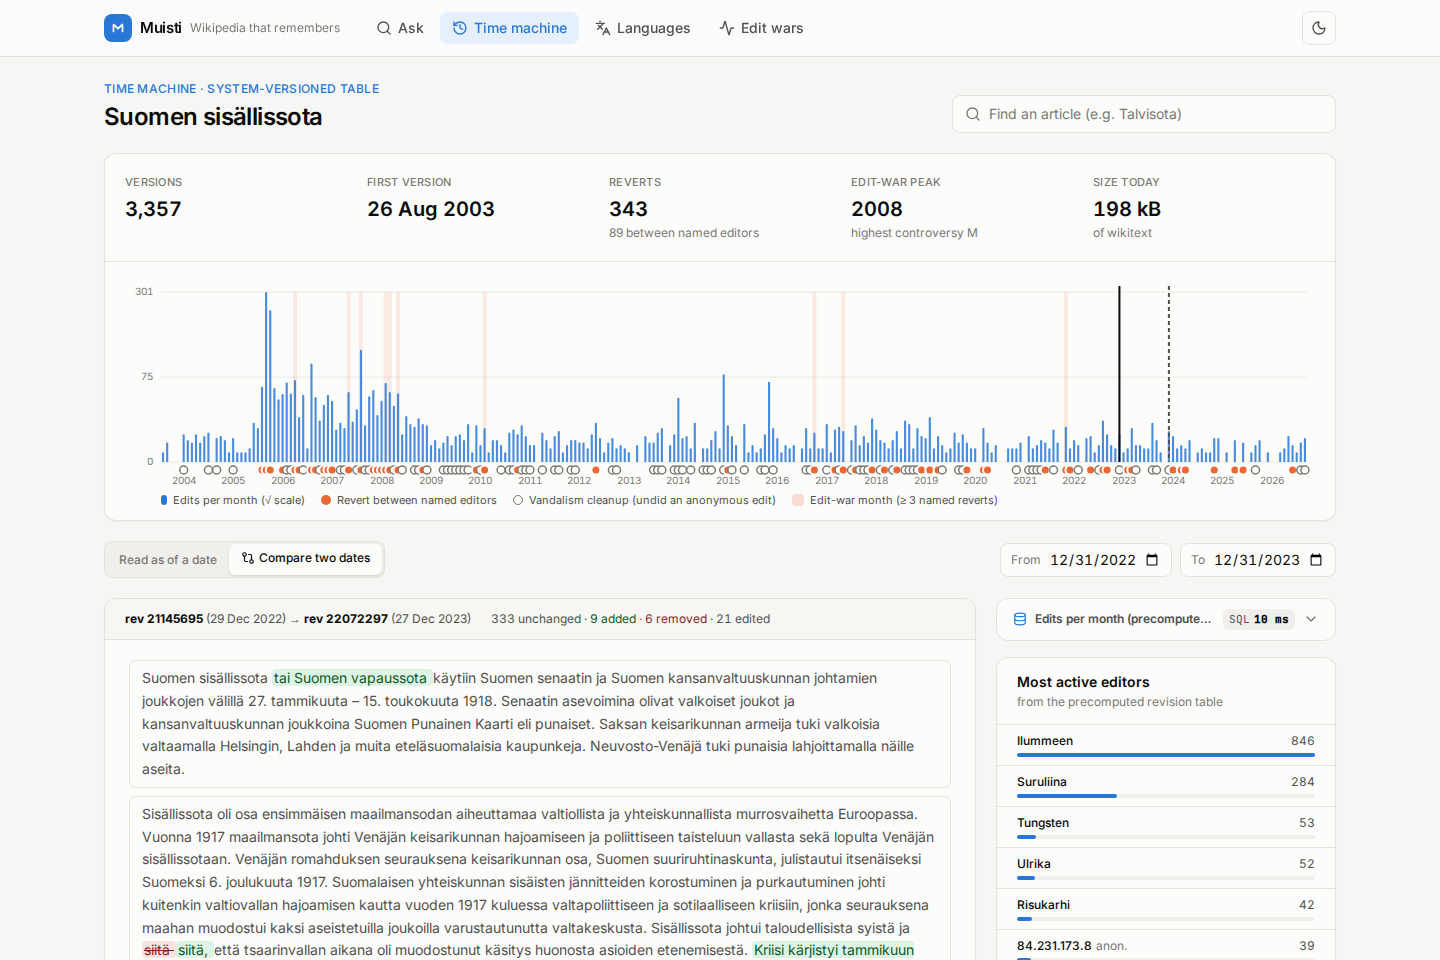 Muisti Wikipedia that remembers Ask Time machine Languages Edit wars
TIME MACHINE · SYSTEM-VERSIONED TABLE
Suomen sisällissota
Find an article (e.g. Talvisota)
VERSIONS FIRST VERSION REVERTS EDIT-WAR PEAK SIZE TODAY
3,357 26 Aug 2003 343 2008 198 kB
89 between named editors highest controversy M of wikitext
301
75
0
2004 2005 2006 2007 2008 2009 2010 2011 2012 2013 2014 2015 2016 2017 2018 2019 2020 2021 2022 2023 2024 2025 2026
Edits per month (√ scale) Revert between named editors Vandalism cleanup (undid an anonymous edit) Edit-war month (≥ 3 named reverts)
Read as of a date Compare two dates From 12/31/2022 To 12/31/2023
rev 21145695 (29 Dec 2022) → rev 22072297 (27 Dec 2023) 333 unchanged · 9 added · 6 removed · 21 edited
Suomen sisällissota tai Suomen vapaussota käytiin Suomen senaatin ja Suomen kansanvaltuuskunnan johtamien
joukkojen välillä 27. tammikuuta – 15. toukokuuta 1918. Senaatin asevoimina olivat valkoiset joukot ja
kansanvaltuuskunnan joukkoina Suomen Punainen Kaarti eli punaiset. Saksan keisarikunnan armeija tuki valkoisia
valtaamalla Helsingin, Lahden ja muita eteläsuomalaisia kaupunkeja. Neuvosto-Venäjä tuki punaisia lahjoittamalla näille
aseita.
Sisällissota oli osa ensimmäisen maailmansodan aiheuttamaa valtiollista ja yhteiskunnallista murrosvaihetta Euroopassa.
Vuonna 1917 maailmansota johti Venäjän keisarikunnan hajoamiseen ja poliittiseen taisteluun vallasta sekä lopulta Venäjän
sisällissotaan. Venäjän romahduksen seurauksena keisarikunnan osa, Suomen suuriruhtinaskunta, julistautui itsenäiseksi
Suomeksi 6. joulukuuta 1917. Suomalaisen yhteiskunnan sisäisten jännitteiden korostuminen ja purkautuminen johti
kuitenkin valtiovallan hajoamisen kautta vuoden 1917 kuluessa valtapoliittiseen ja sotilaalliseen kriisiin, jonka seurauksena
maahan muodostui kaksi aseistetuilla joukoilla varustautunutta valtakeskusta. Sisällissota johtui taloudellisista syistä ja
siitä siitä, että tsaarinvallan aikana oli muodostunut käsitys huonosta asioiden etenemisestä. Kriisi kärjistyi tammikuun
Edits per month (precompute... SQL 10 ms
Most active editors
from the precomputed revision table
Ilummeen 846
Suruliina 284
Tungsten 53
Ulrika 52
Risukarhi 42
84.231.173.8 anon. 39